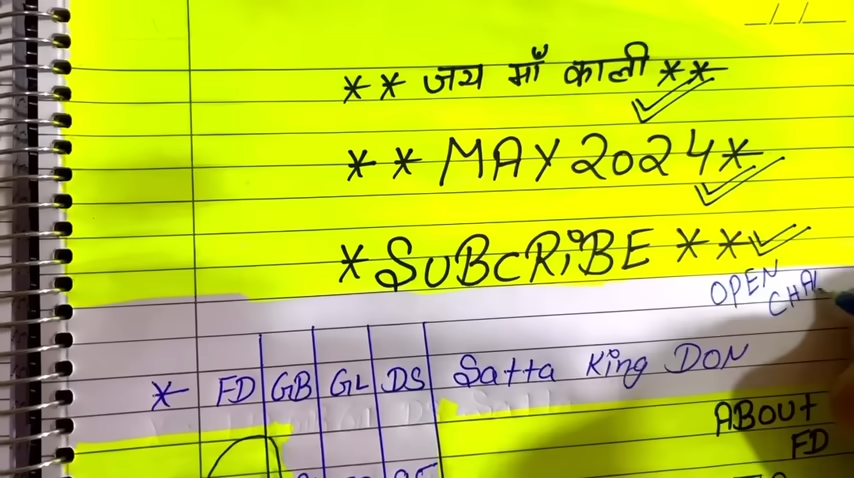 ** जय माँ काली **
** MAY 2024*
*SUBCRiBE **
OPEN
* FD GB GL DS Satta King DON
ABOUt
FD